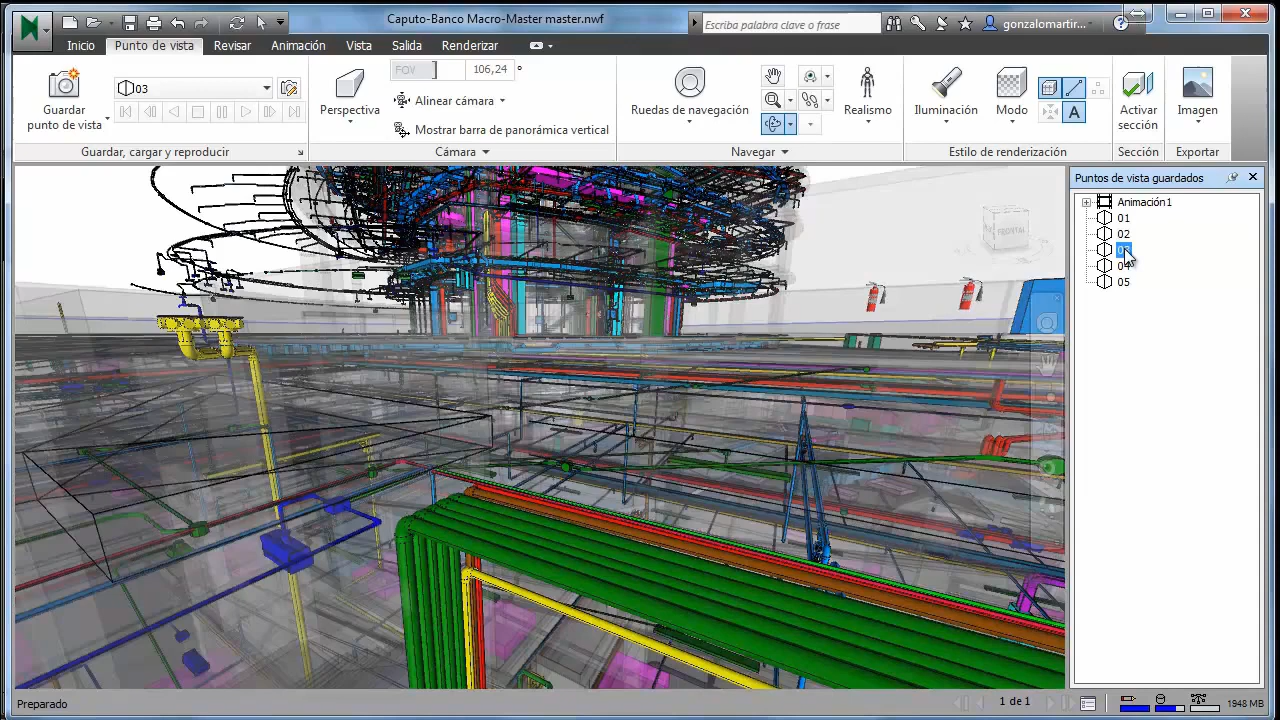 Caputo-Banco Macro-Master master.nwf
Escriba palabra clave o frase
gonzalomartir...
Inicio
Punto de vista
Revisar
Animación
Vista
Salida
Renderizar
Guardar
punto de vista
03
Guardar, cargar y reproducir
Perspectiva
FOV
106,24
°
Alinear cámara
Mostrar barra de panorámica vertical
Cámara
Ruedas de navegación
Realismo
Navegar
Iluminación
Modo
A
Estilo de renderización
Activar
sección
Sección
Imagen
Exportar
Puntos de vista guardados
Animación1
01
02
04
05
FRONTAL
Preparado
1 de 1
1948 MB